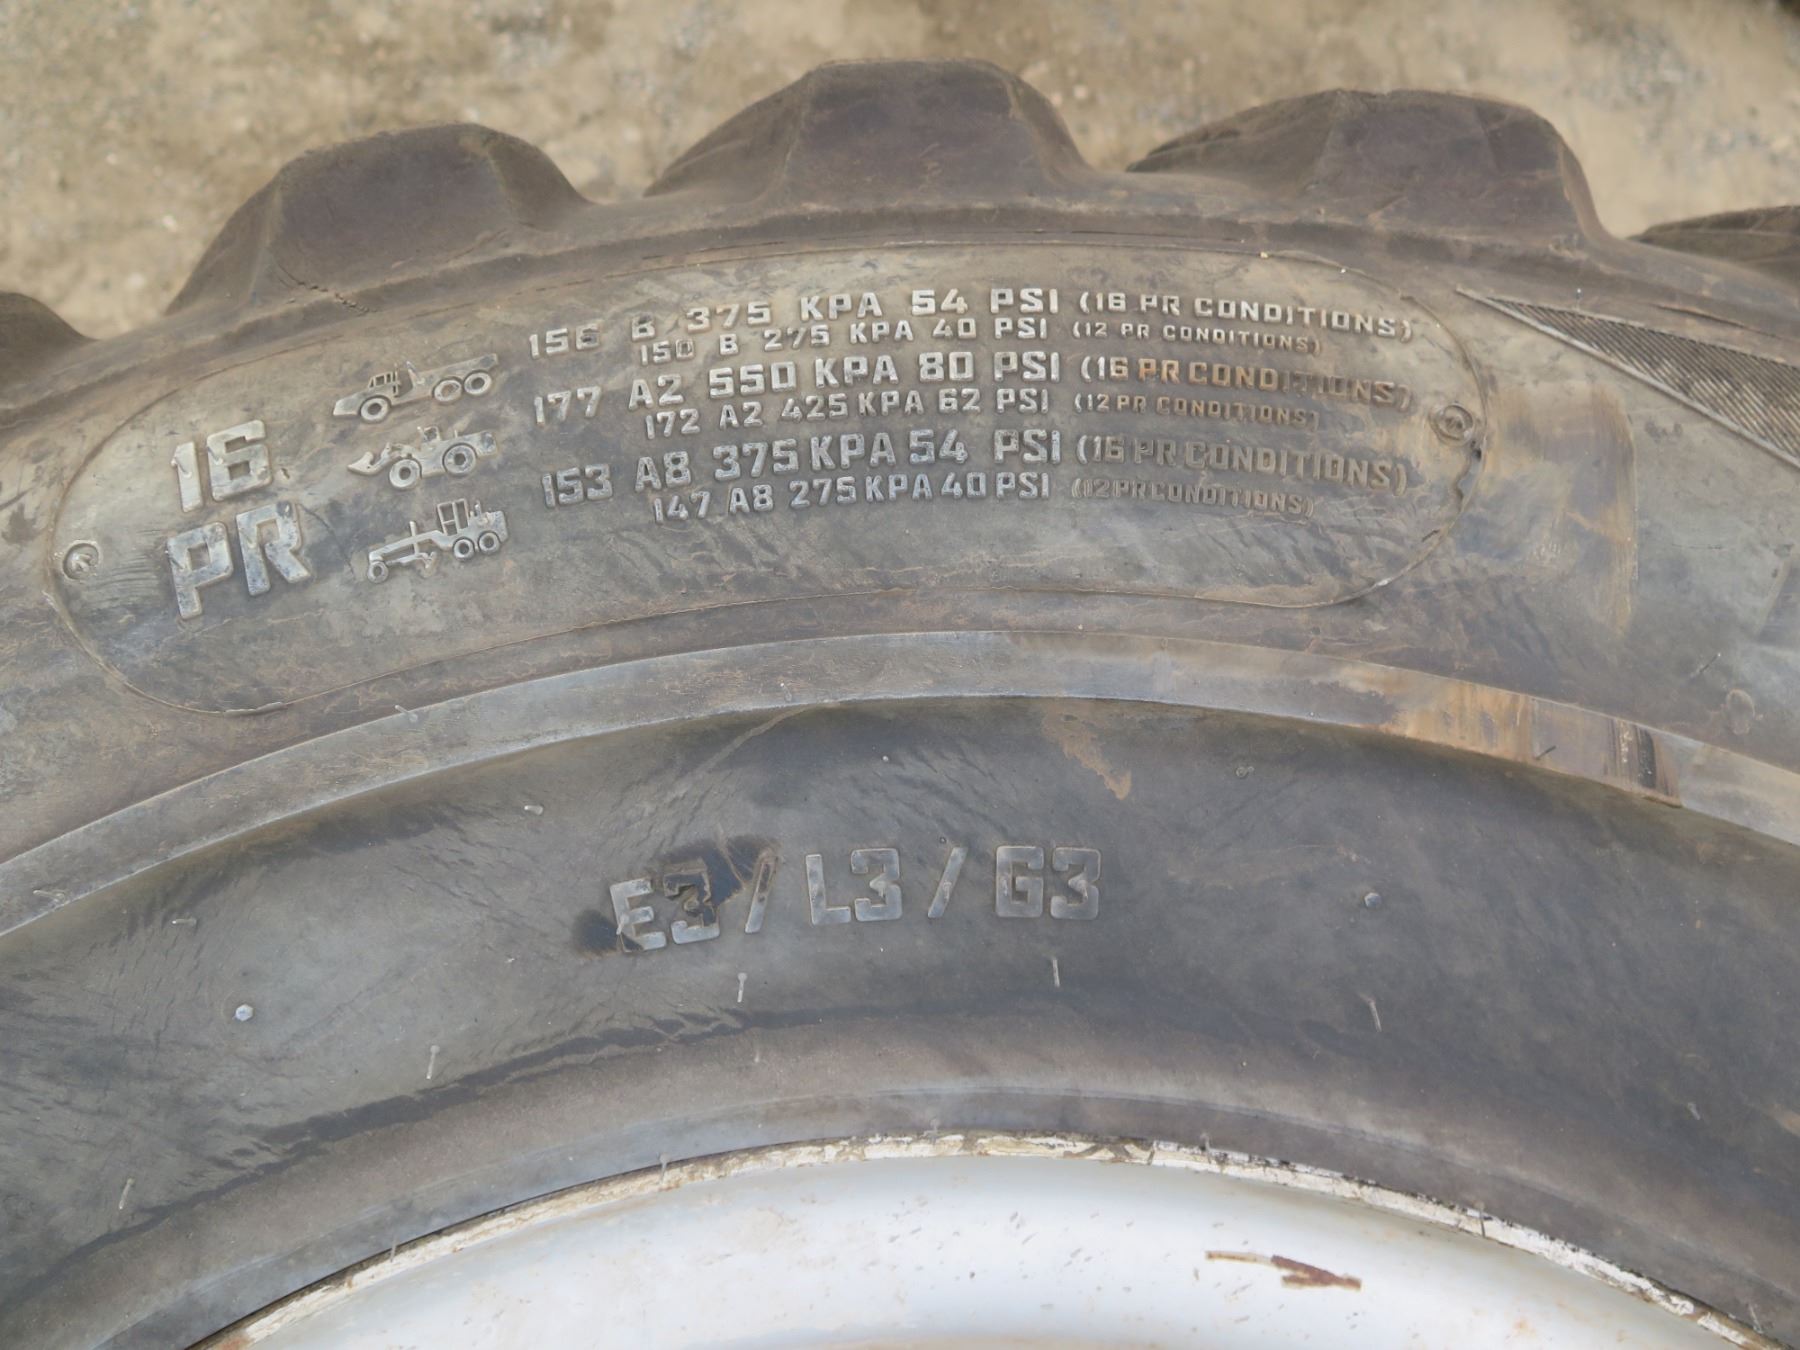 16
PR
156 B 375 KPA 54 PSI (16 PR CONDITIONS)
150 B 275 KPA 40 PSI (12 PR CONDITIONS)
177 A2 550 KPA 80 PSI (16 PR CONDITIONS)
172 A2 425 KPA 62 PSI (12 PR CONDITIONS)
153 A8 375 KPA 54 PSI (16 PR CONDITIONS)
147 A8 275 KPA 40 PSI (12 PR CONDITIONS)
E3 / L3 / G3